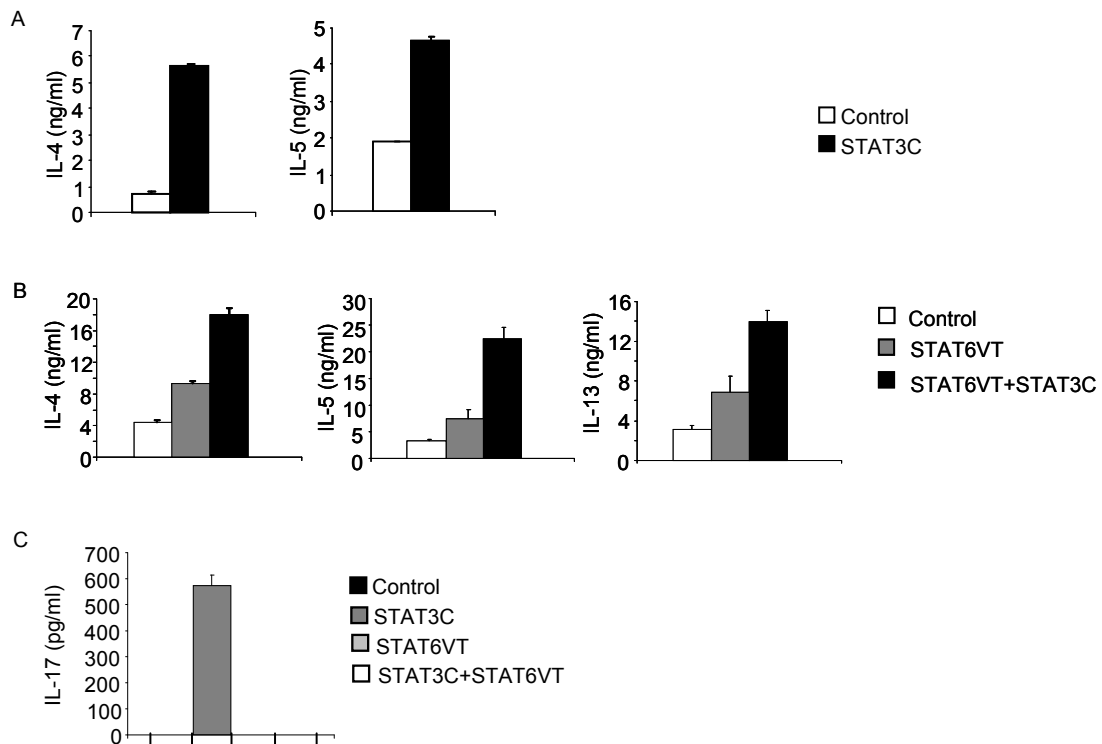 A
IL-4 (ng/ml)
7
6
5
4
3
2
1
0
IL-5 (ng/ml)
5
4
3
2
1
0
Control
STAT3C
B
IL-4 (ng/ml)
20
16
12
8
4
0
IL-5 (ng/ml)
30
25
20
15
10
5
0
IL-13 (ng/ml)
16
12
8
4
0
Control
STAT6VT
STAT6VT+STAT3C
C
IL-17 (pg/ml)
700
600
500
400
300
200
100
0
Control
STAT3C
STAT6VT
STAT3C+STAT6VT